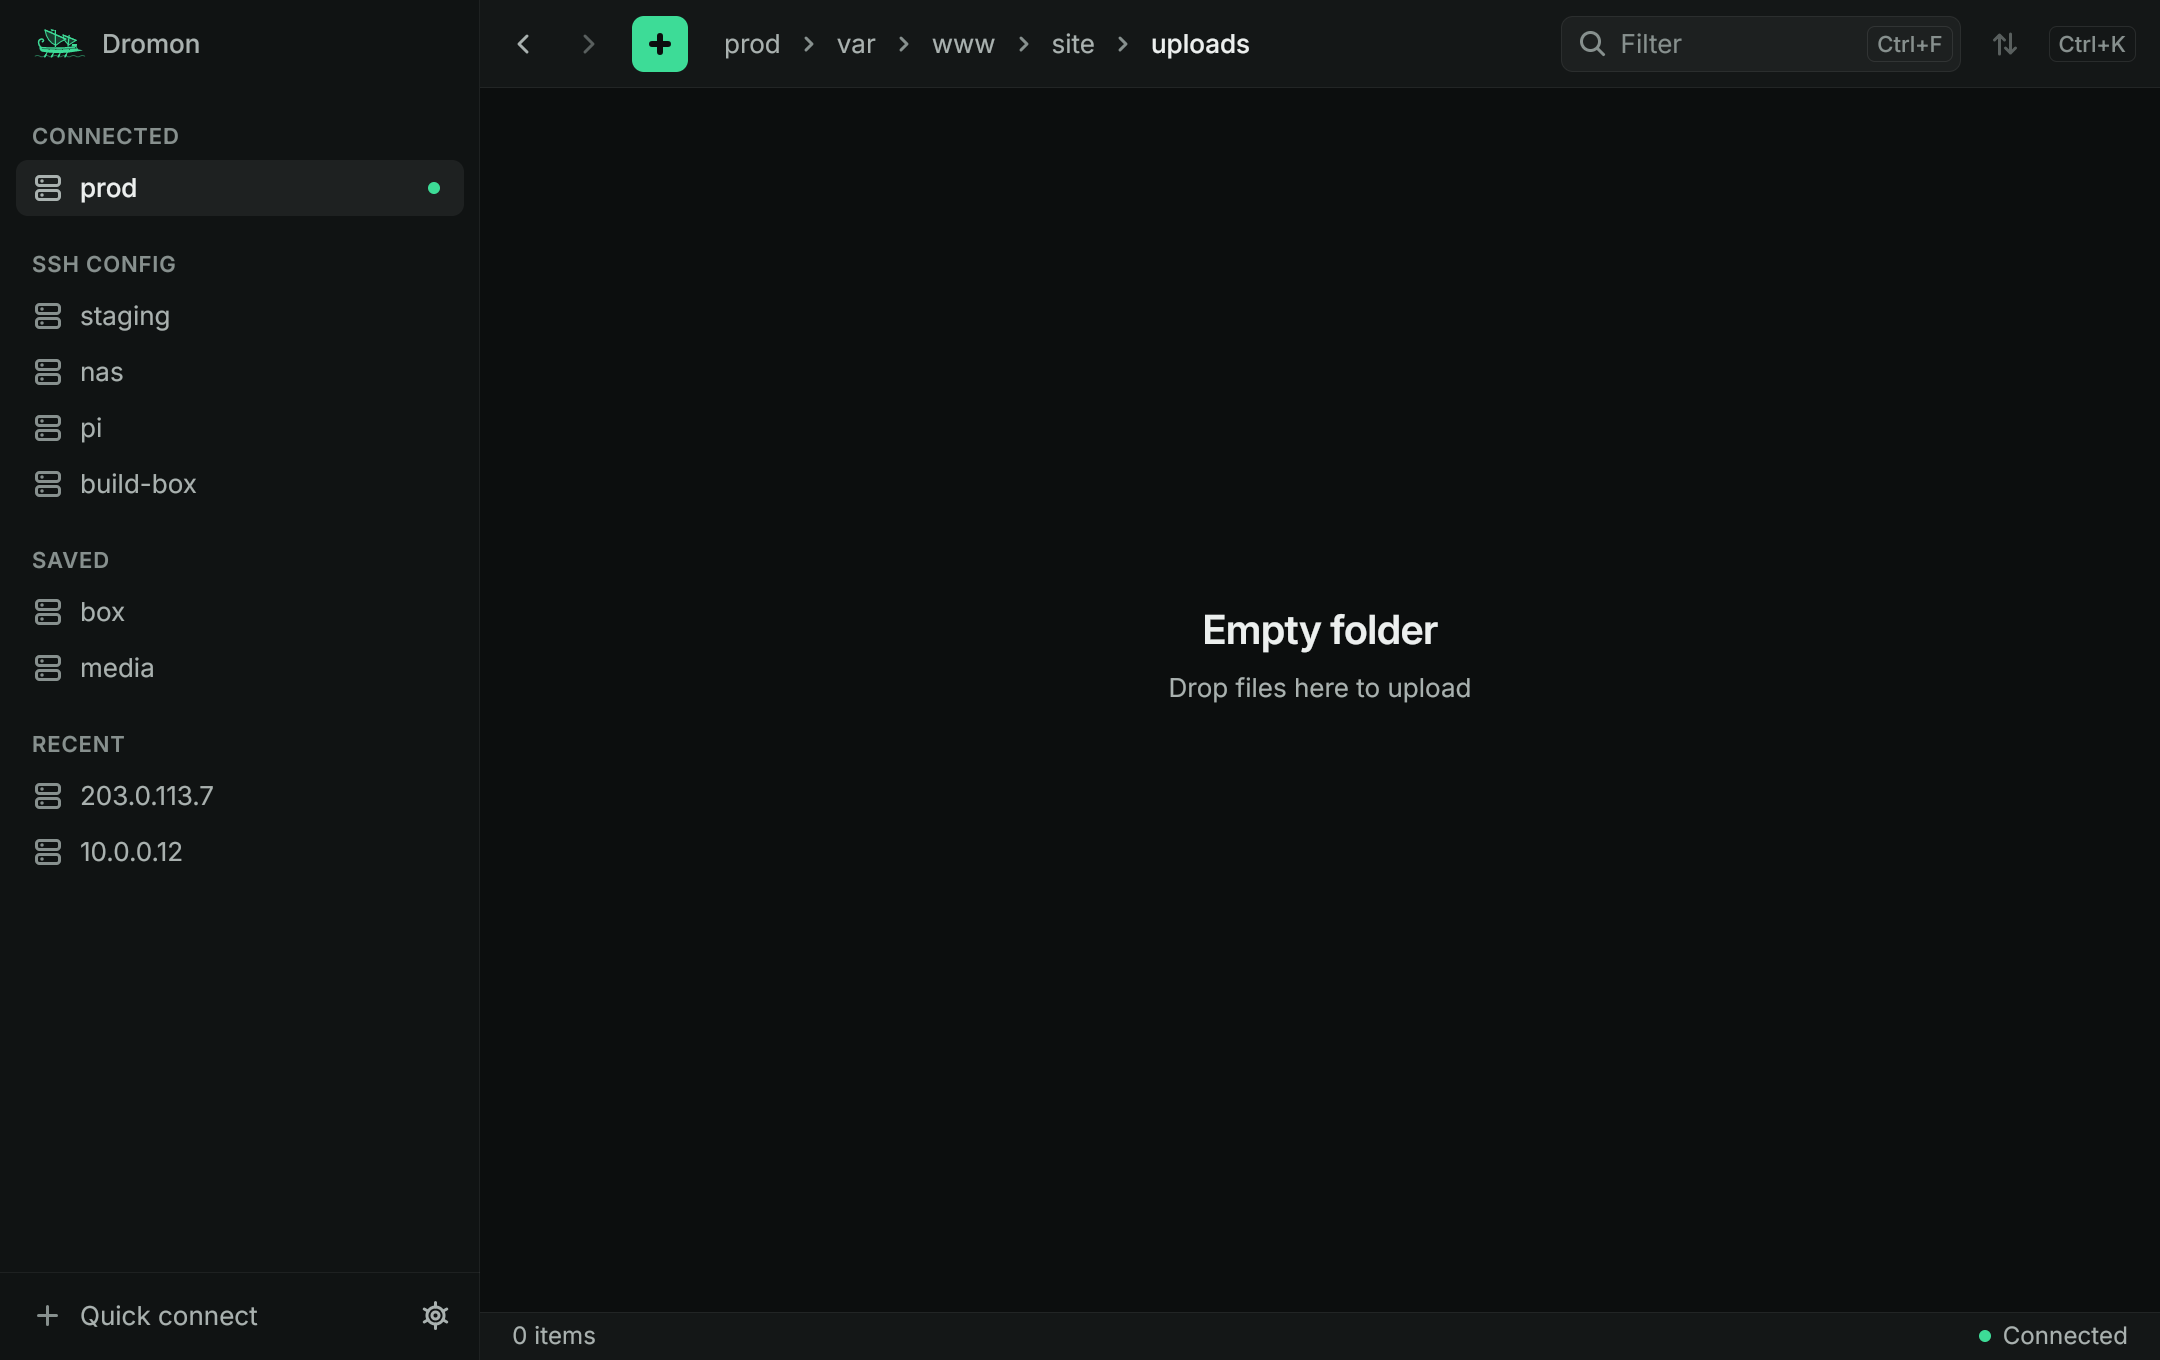 Dromon
CONNECTED
prod
SSH CONFIG
staging
nas
pi
build-box
SAVED
box
media
RECENT
203.0.113.7
10.0.0.12
Quick connect
prod > var > www > site > uploads
Filter Ctrl+F
Ctrl+K
Empty folder
Drop files here to upload
0 items
Connected